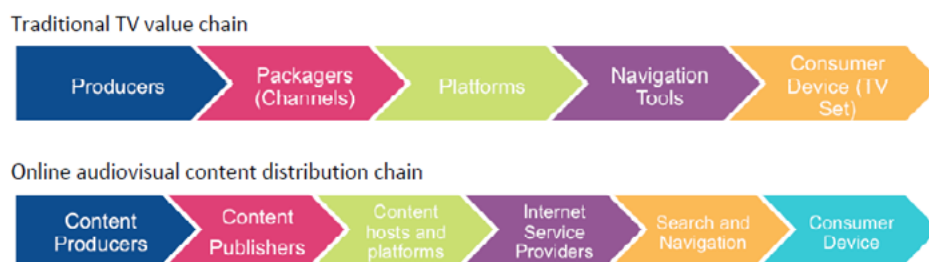 Traditional TV value chain
Producers
Packagers
(Channels)
Platforms
Navigation
Tools
Consumer
Device (TV
Set)
Online audiovisual content distribution chain
Content
Producers
Content
Publishers
Content
hosts and
platforms
Internet
Service
Providers
Search and
Navigation
Consumer
Device